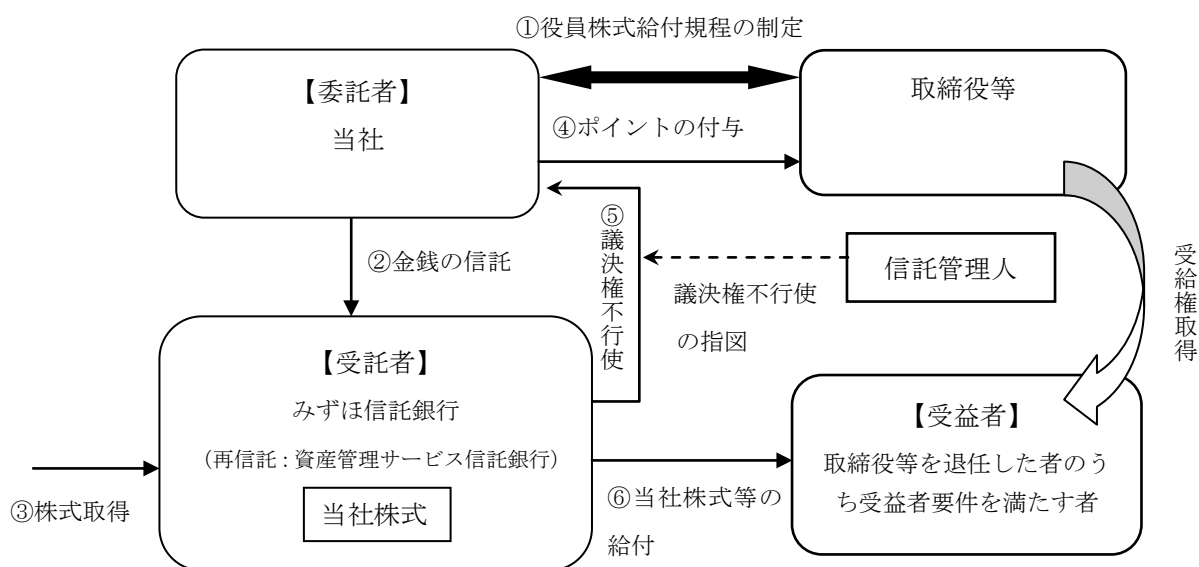 ①役員株式給付規程の制定
【委託者】
当社
取締役等
④ポイントの付与
②金銭の信託
⑤議決権不行使
信託管理人
議決権不行使
の指図
受給権取得
【受託者】
みずほ信託銀行
（再信託：資産管理サービス信託銀行）
当社株式
③株式取得
⑥当社株式等の
給付
【受益者】
取締役等を退任した者のう
ち受益者要件を満たす者